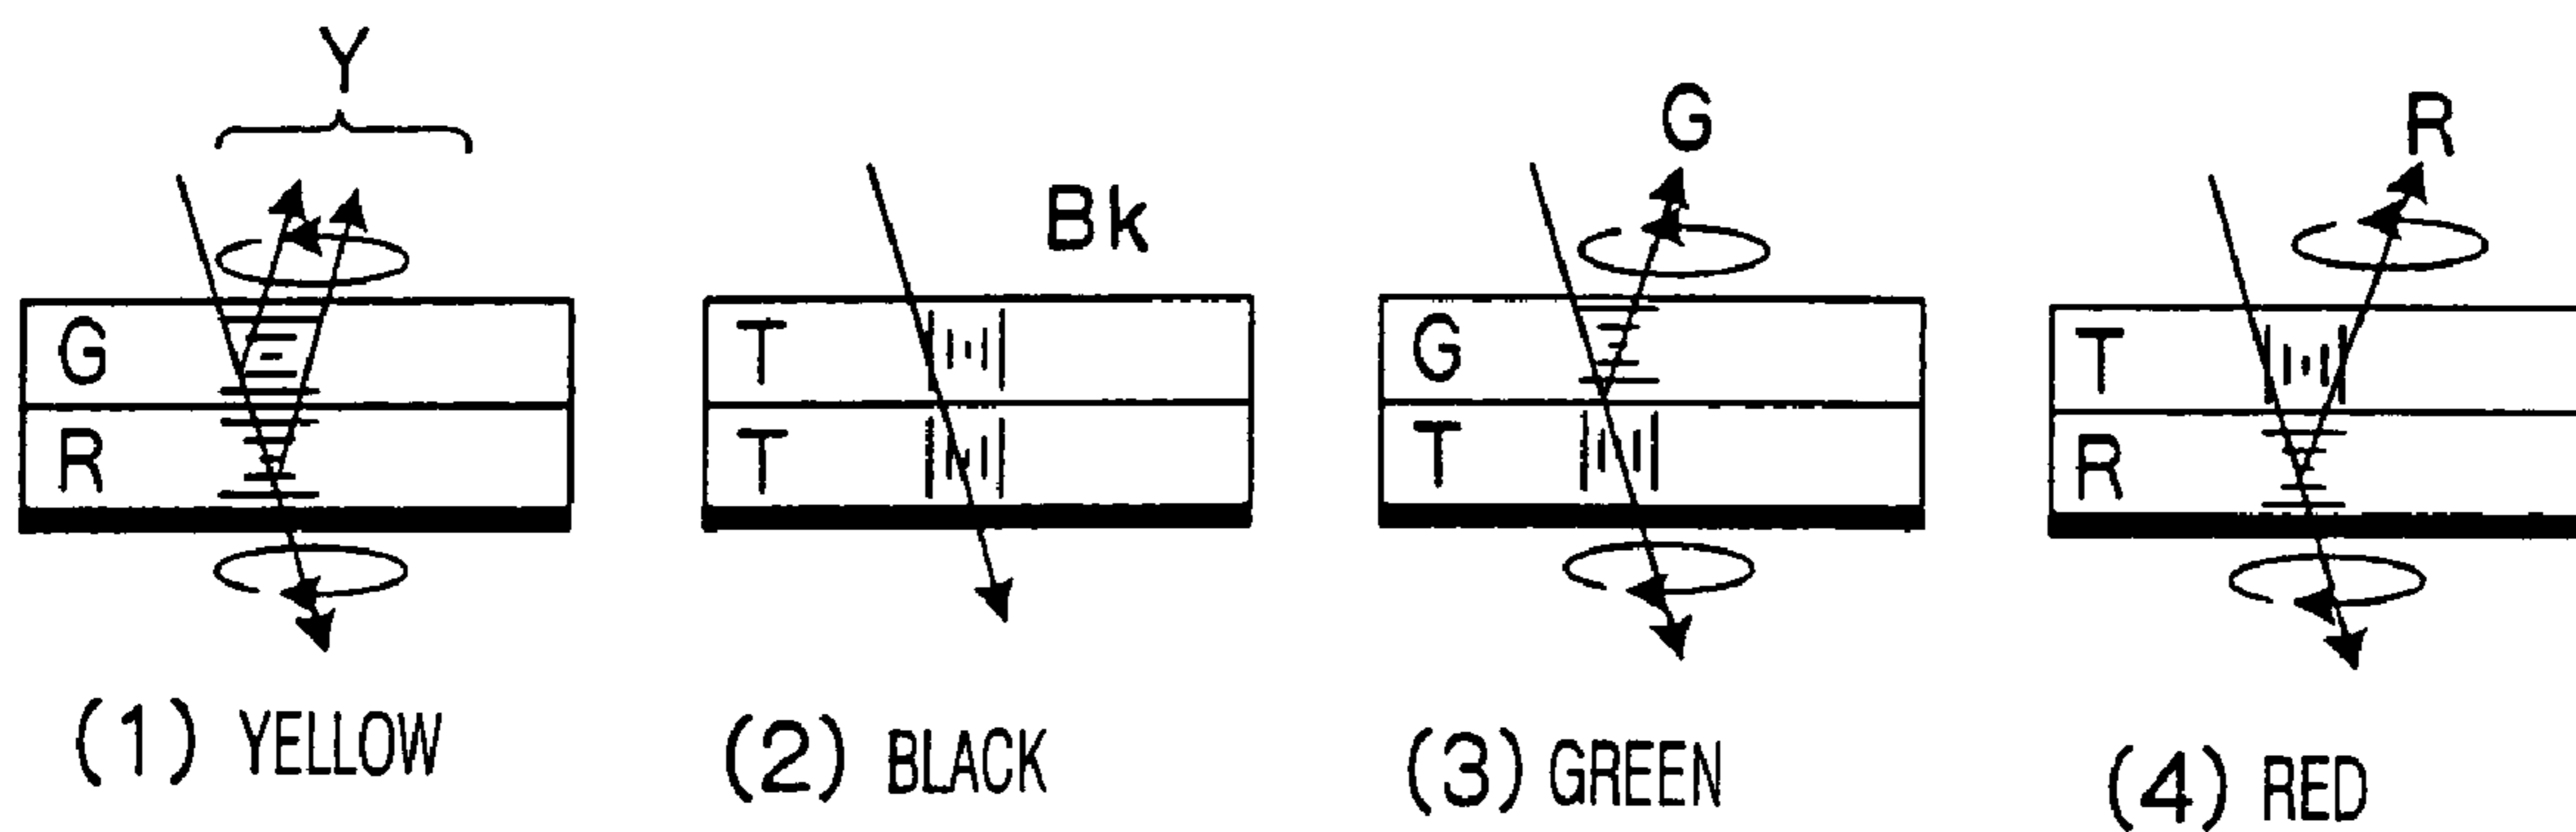 Y
G
R
(1) YELLOW
Bk
T
T
(2) BLACK
G
G
T
(3) GREEN
R
T
R
(4) RED